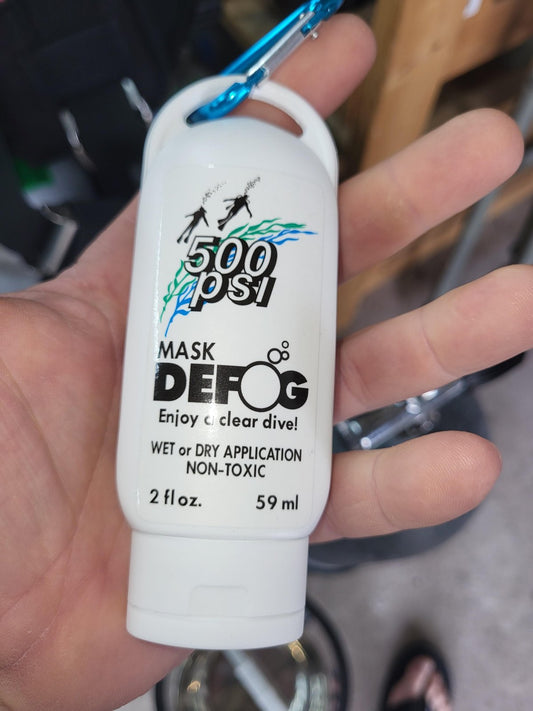 500
psi
MASK
DEFOG
Enjoy a clear dive!
WET or DRY APPLICATION
NON-TOXIC
2 fl oz. 59 ml